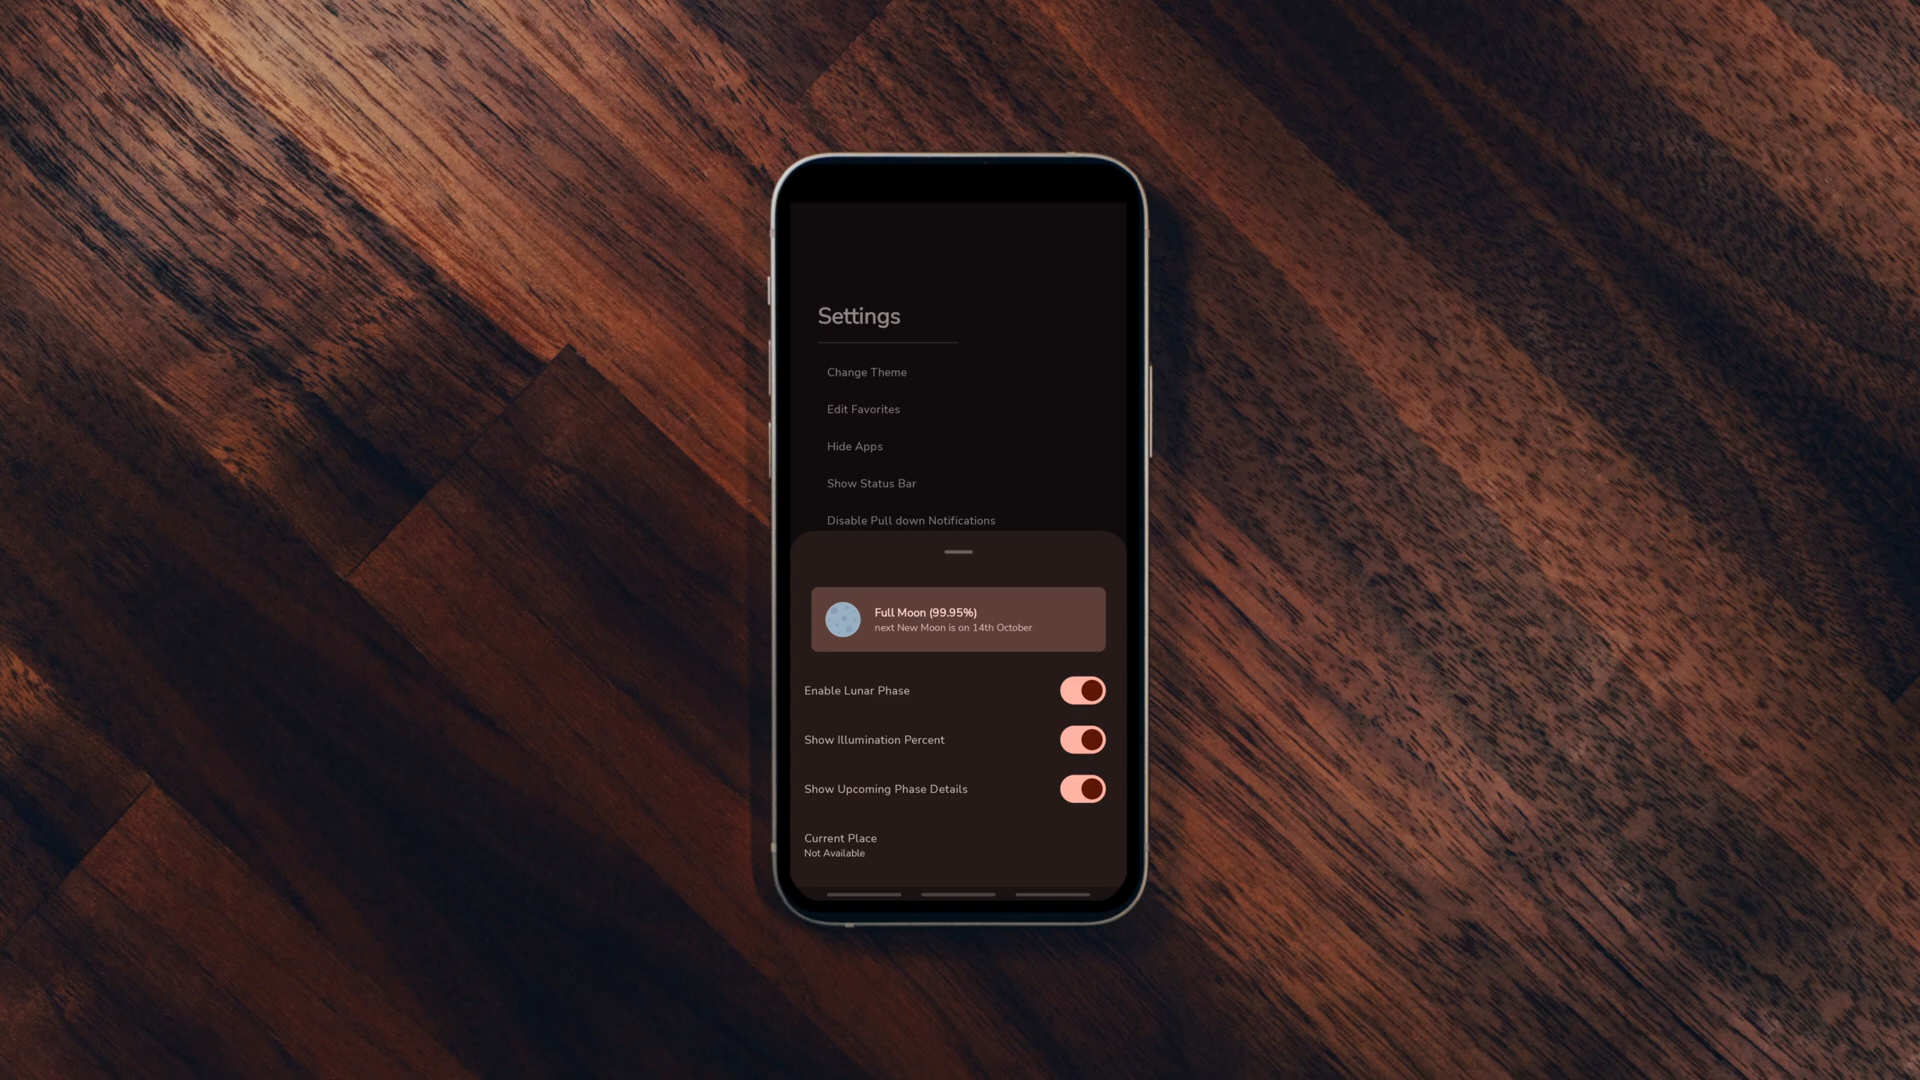 Settings
Change Theme
Edit Favorites
Hide Apps
Show Status Bar
Disable Pull down Notifications
Full Moon (99.95%)
next New Moon is on 14th October
Enable Lunar Phase
Show Illumination Percent
Show Upcoming Phase Details
Current Place
Not Available